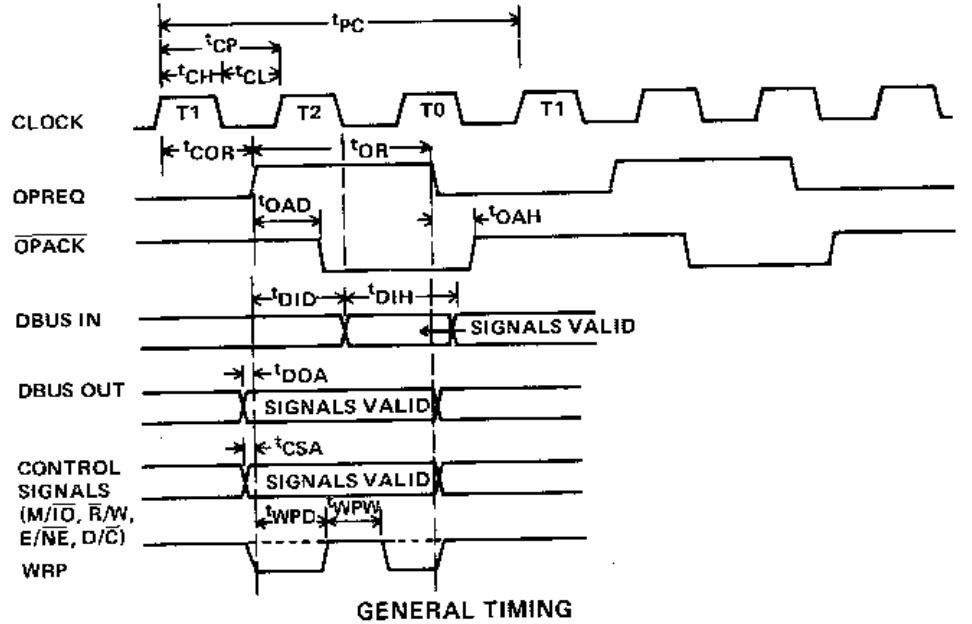 tPC
tCP
tCH tCL
CLOCK T1 T2 T0 T1
tCOR tOR
OPREQ
tOAD tOAH
OPACK
tDID tDIH
DBUS IN SIGNALS VALID
tDOA
DBUS OUT SIGNALS VALID
tCSA
CONTROL SIGNALS VALID
SIGNALS
(M/IO, R/W, tWPD tWPW
E/NE, D/C)
WRP
GENERAL TIMING